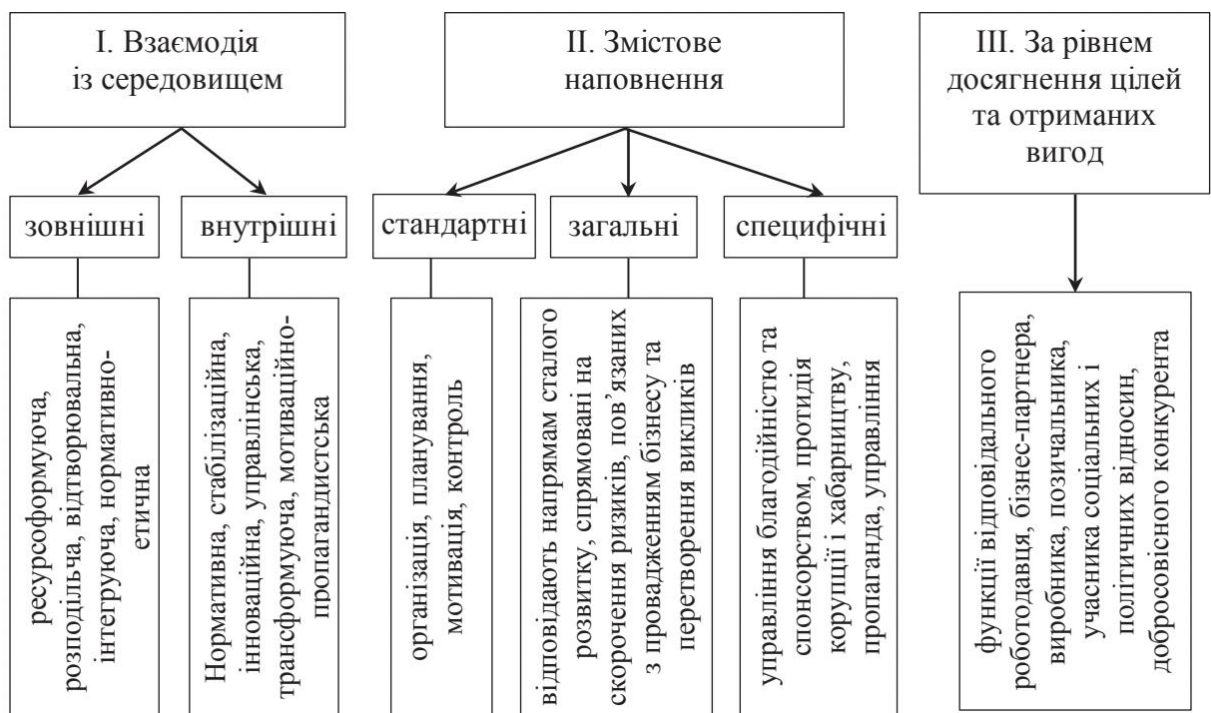 I. Взаємодія
із середовищем
II. Змістове
наповнення
III. За рівнем
досягнення цілей
та отриманих
вигод
зовнішні
внутрішні
стандартні
загальні
специфічні
ресурсоформуюча,
розподільча, відтворювальна,
інтегруюча, нормативно-
етична
Нормативна, стабілізаційна,
інноваційна, управлінська,
трансформуюча, мотиваційно-
пропагандистська
організація, планування,
мотивація, контроль
відповідають напрямам сталого
розвитку, спрямовані на
скорочення ризиків, пов’язаних
з провадженням бізнесу та
перетворення викликів
управління благодійністю та
спонсорством, протидія
корупції і хабарництву,
пропаганда, управління
функції відповідального
роботодавця, бізнес-партнера,
виробника, позичальника,
учасника соціальних і
політичних відносин,
добросовісного конкурента